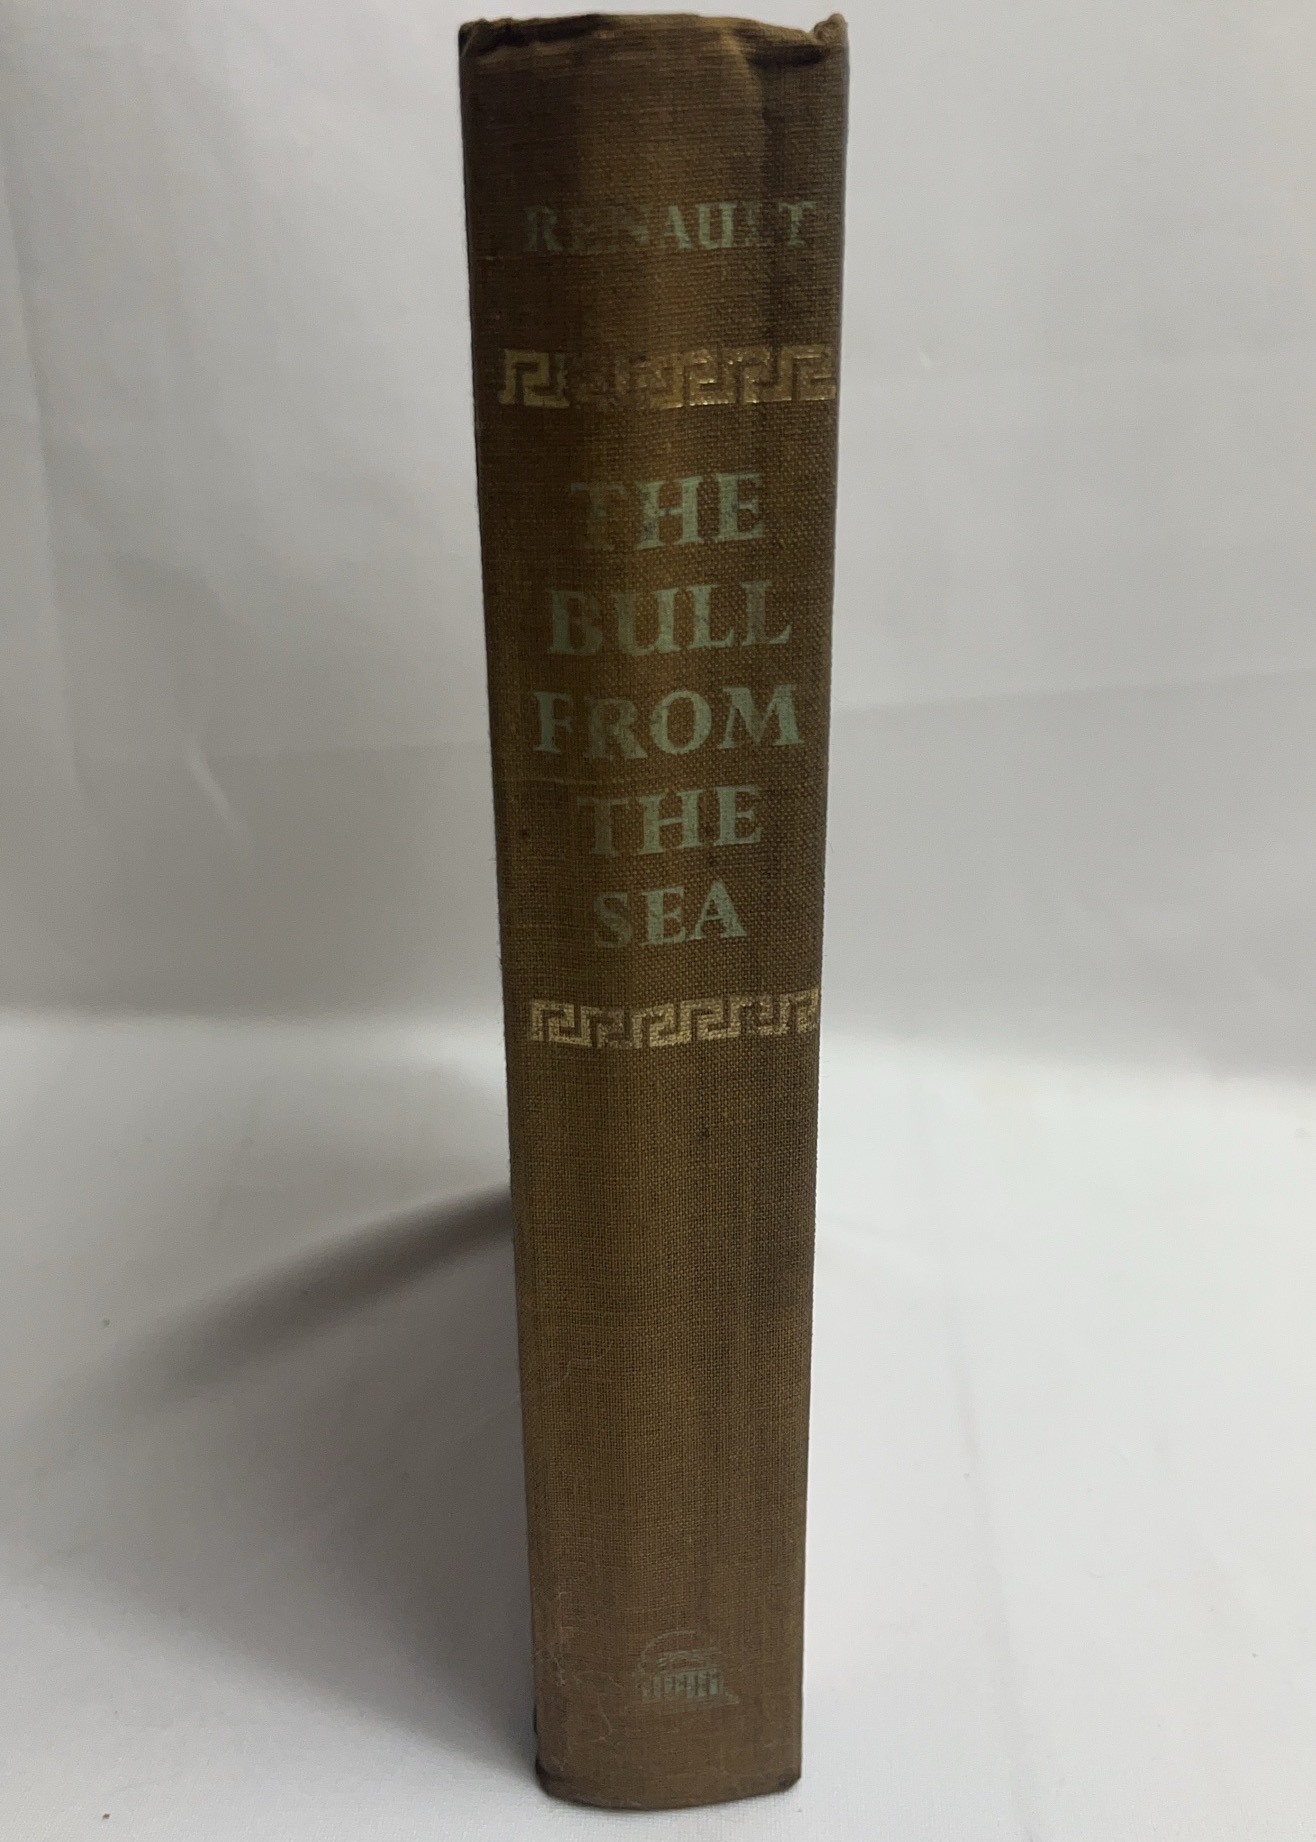 RENAULT
THE
BULL
FROM
THE
SEA